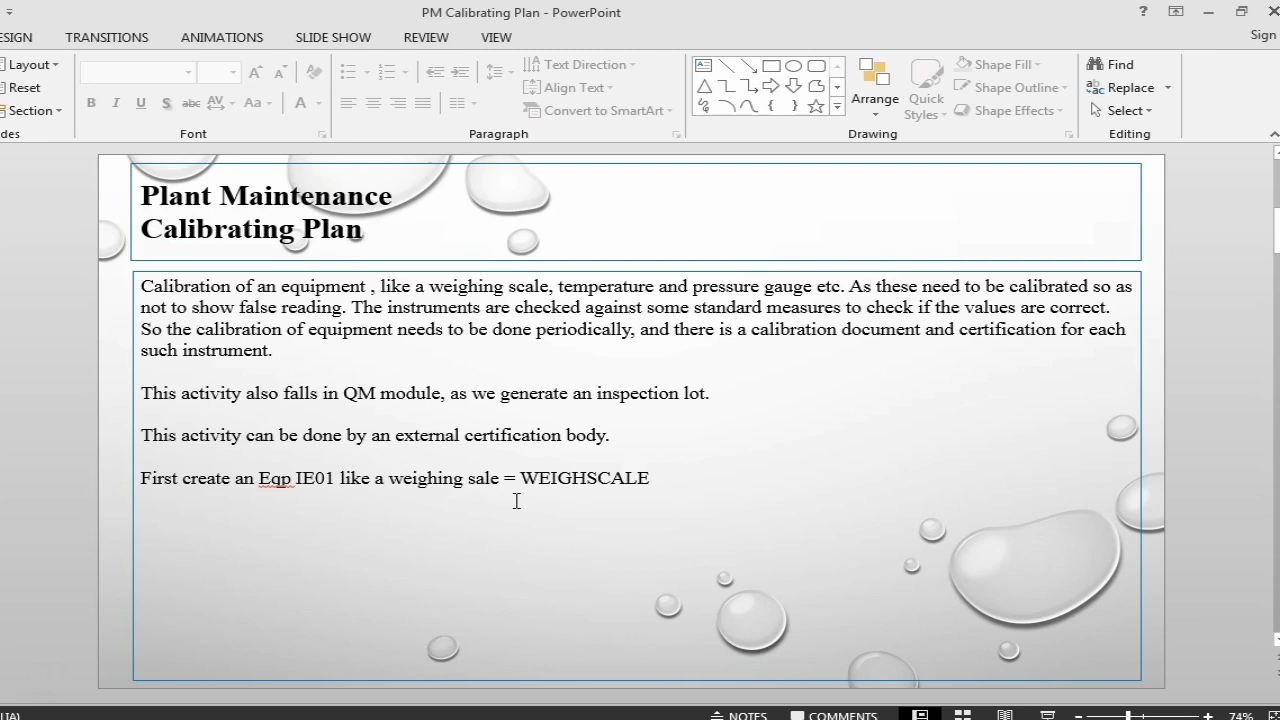 PM Calibrating Plan - PowerPoint
ESIGN TRANSITIONS ANIMATIONS SLIDE SHOW REVIEW VIEW Sign
Layout Text Direction Shape Fill Find
Reset Align Text Shape Outline Replace
Section Convert to SmartArt Arrange Quick Styles Shape Effects Select
des Font Paragraph Drawing Editing
Plant Maintenance
Calibrating Plan
Calibration of an equipment , like a weighing scale, temperature and pressure gauge etc. As these need to be calibrated so as
not to show false reading. The instruments are checked against some standard measures to check if the values are correct.
So the calibration of equipment needs to be done periodically, and there is a calibration document and certification for each
such instrument.
This activity also falls in QM module, as we generate an inspection lot.
This activity can be done by an external certification body.
First create an Eqp IE01 like a weighing sale = WEIGHSCALE
ITA) NOTES COMMENTS 74%